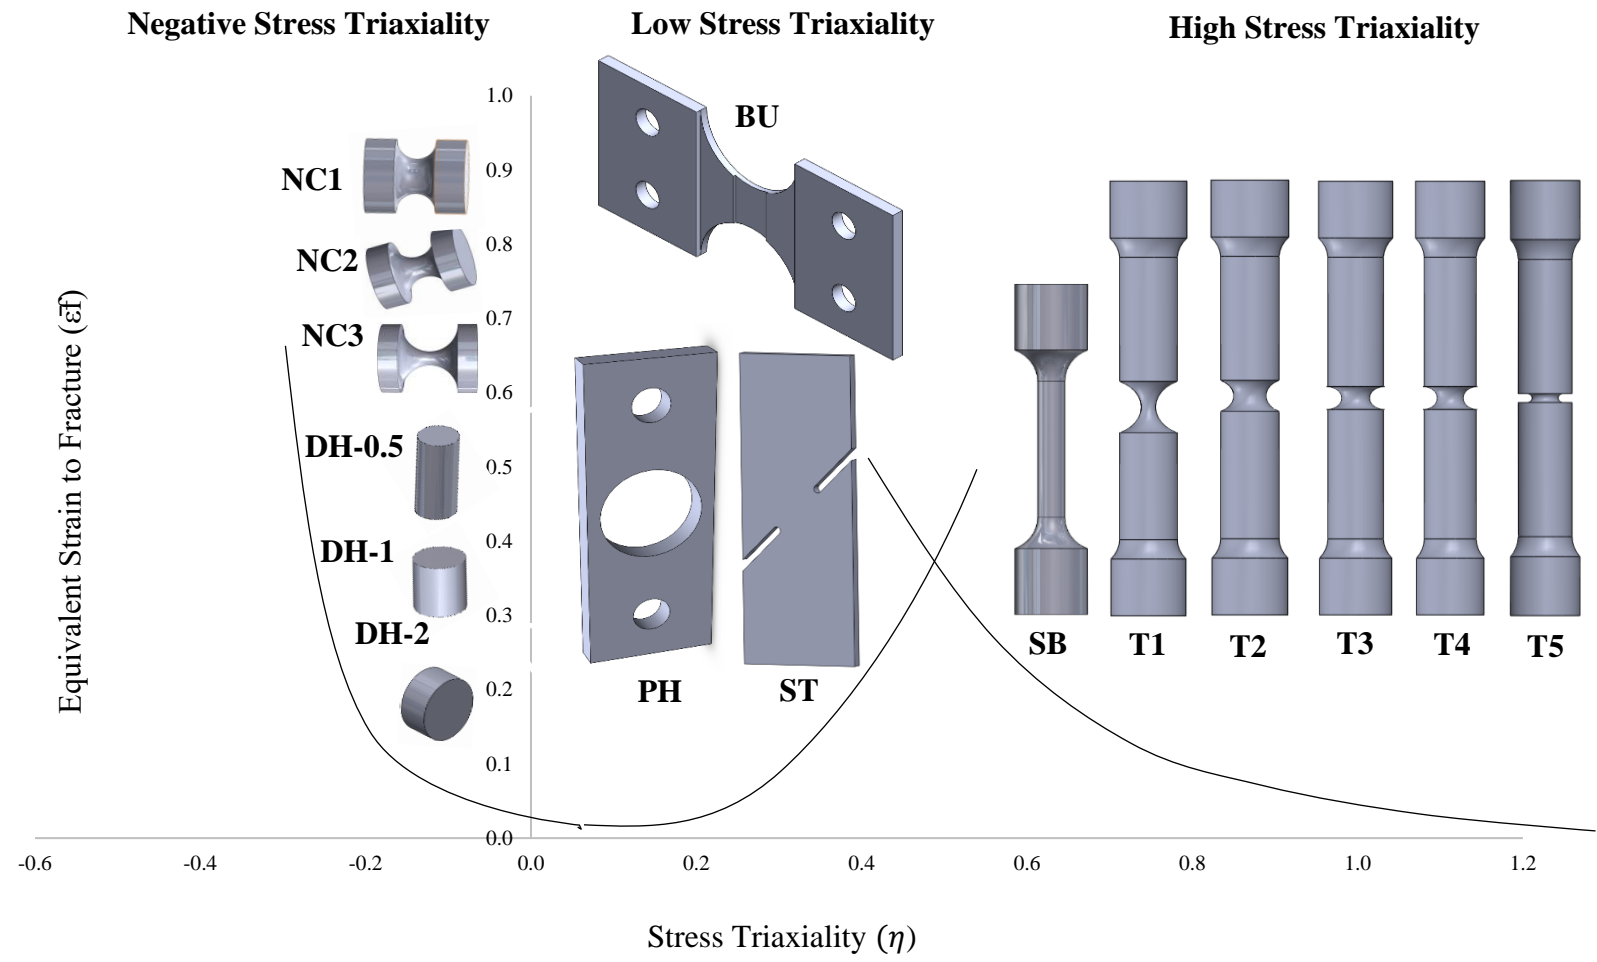 Negative Stress Triaxiality
Low Stress Triaxiality
High Stress Triaxiality
Equivalent Strain to Fracture (ε̄f)
1.0
0.9
0.8
0.7
0.6
0.5
0.4
0.3
0.2
0.1
0.0
NC1
NC2
NC3
DH-0.5
DH-1
DH-2
BU
PH
ST
SB
T1
T2
T3
T4
T5
-0.6
-0.4
-0.2
0.0
0.2
0.4
0.6
0.8
1.0
1.2
Stress Triaxiality (η)